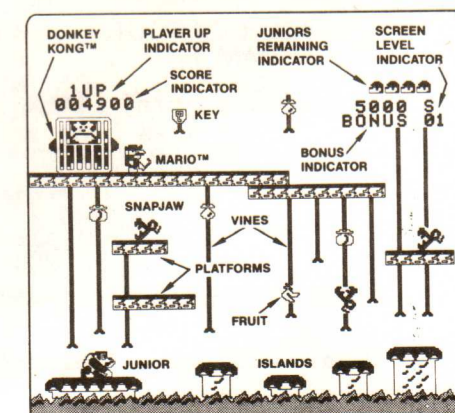 DONKEY
KONG™
PLAYER UP
INDICATOR
JUNIORS
REMAINING
INDICATOR
SCREEN
LEVEL
INDICATOR
SCORE
INDICATOR
1UP
004900
KEY
5000 S
BONUS 01
MARIO™
BONUS
INDICATOR
SNAPJAW
VINES
PLATFORMS
FRUIT
JUNIOR
ISLANDS